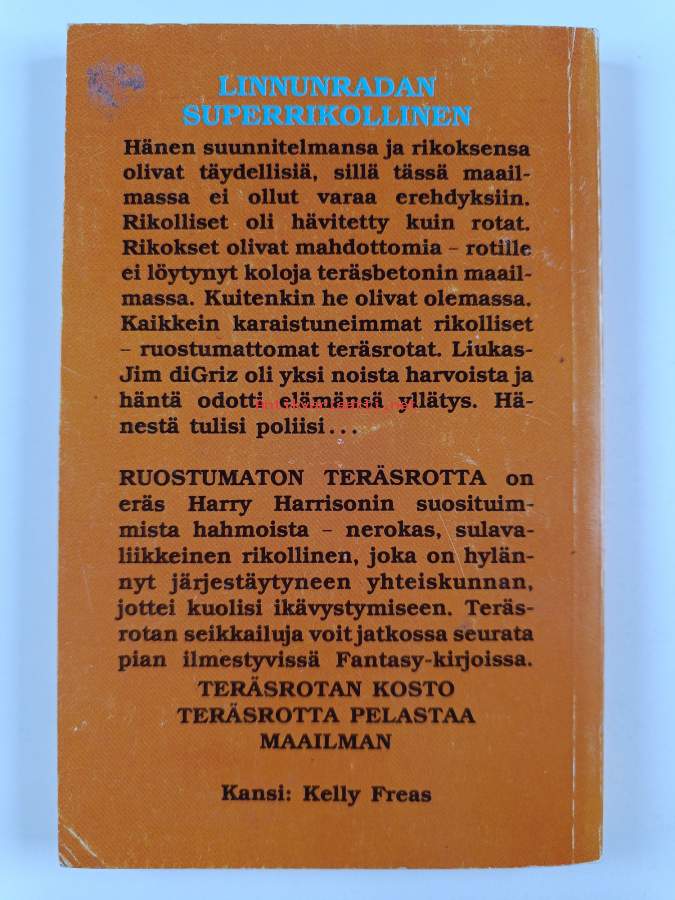 LINNUNRADAN
SUPERRIKOLLINEN
Hänen suunnitelmansa ja rikoksensa
olivat täydellisiä, sillä tässä maail-
massa ei ollut varaa erehdyksiin.
Rikolliset oli hävitetty kuin rotat.
Rikokset olivat mahdottomia – rotille
ei löytynyt koloja teräsbetonin maail-
massa. Kuitenkin he olivat olemassa.
Kaikkein karaistuneimmat rikolliset
– ruostumattomat teräsrotat. Liukas-
Jim diGriz oli yksi noista harvoista ja
häntä odotti elämänsä yllätys. Hä-
nestä tulisi poliisi...
RUOSTUMATON TERÄSROTTA on
eräs Harry Harrisonin suosituim-
mista hahmoista – nerokas, sulava-
liikkeinen rikollinen, joka on hylän-
nyt järjestäytyneen yhteiskunnan,
jottei kuolisi ikävystymiseen. Teräs-
rotan seikkailuja voit jatkossa seurata
pian ilmestyvissä Fantasy-kirjoissa.
TERÄSROTAN KOSTO
TERÄSROTTA PELASTAA
MAAILMAN
Kansi: Kelly Freas